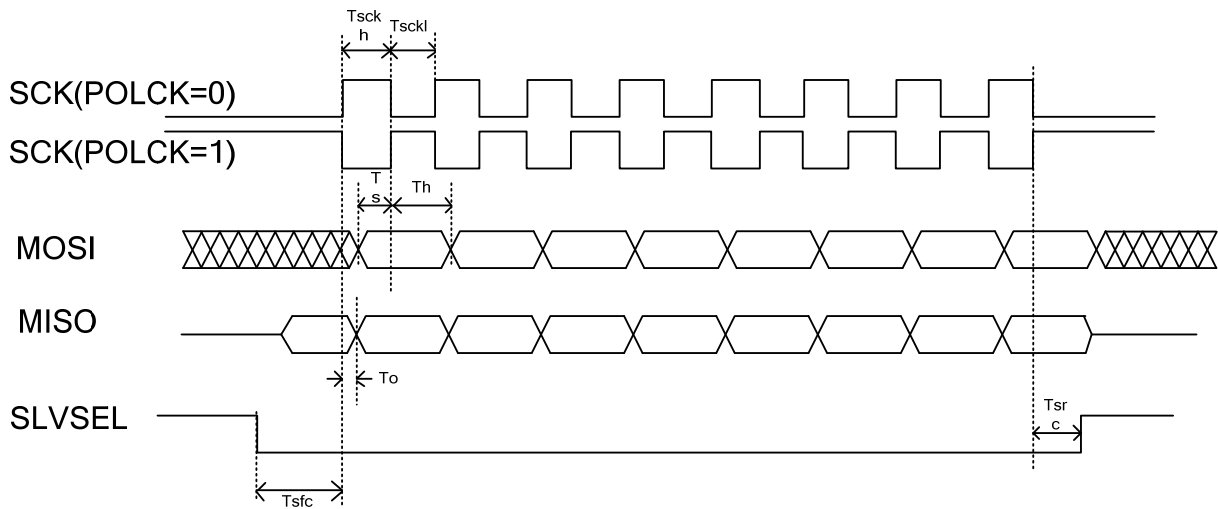 Tsck
h
Tsckl
SCK(POLCK=0)
SCK(POLCK=1)
T
s
Th
MOSI
MISO
To
SLVSEL
Tsr
c
Tsfc